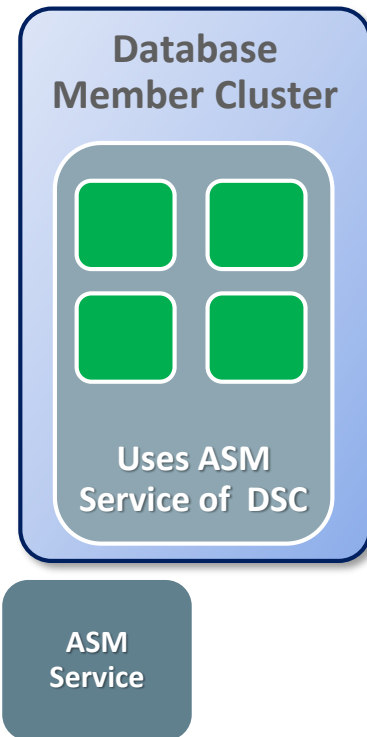 Database
Member Cluster
Uses ASM
Service of DSC
ASM
Service